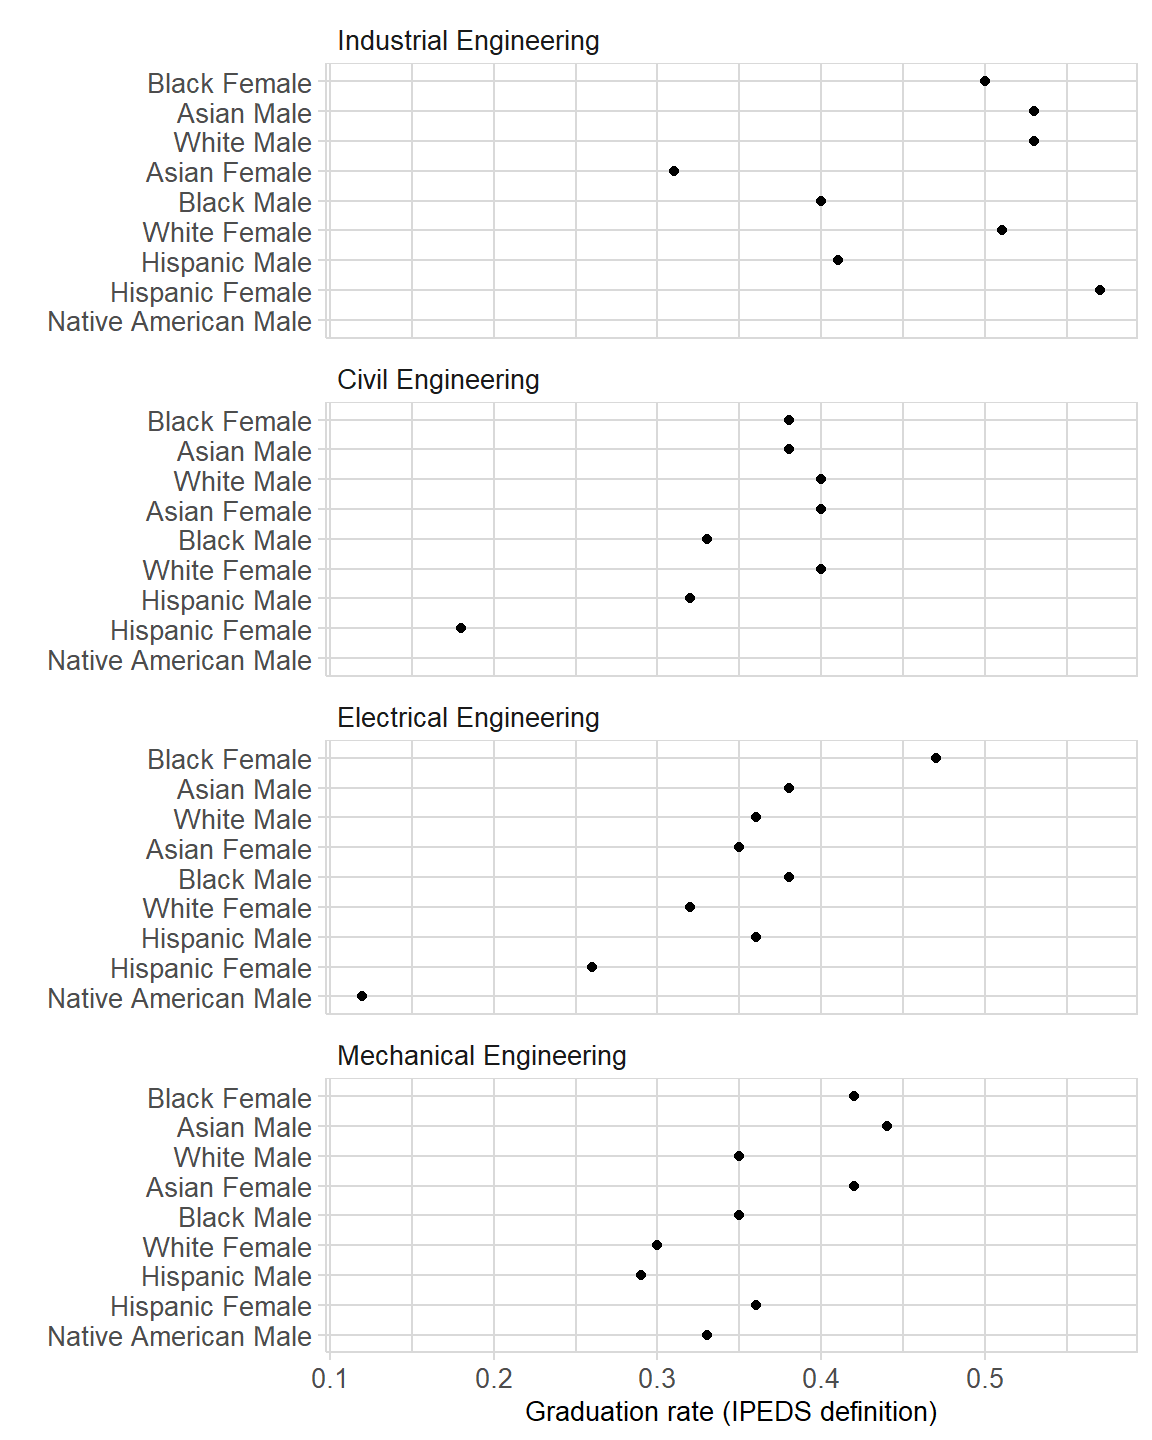 Industrial Engineering
Black Female
Asian Male
White Male
Asian Female
Black Male
White Female
Hispanic Male
Hispanic Female
Native American Male
Civil Engineering
Black Female
Asian Male
White Male
Asian Female
Black Male
White Female
Hispanic Male
Hispanic Female
Native American Male
Electrical Engineering
Black Female
Asian Male
White Male
Asian Female
Black Male
White Female
Hispanic Male
Hispanic Female
Native American Male
Mechanical Engineering
Black Female
Asian Male
White Male
Asian Female
Black Male
White Female
Hispanic Male
Hispanic Female
Native American Male
0.1 0.2 0.3 0.4 0.5
Graduation rate (IPEDS definition)